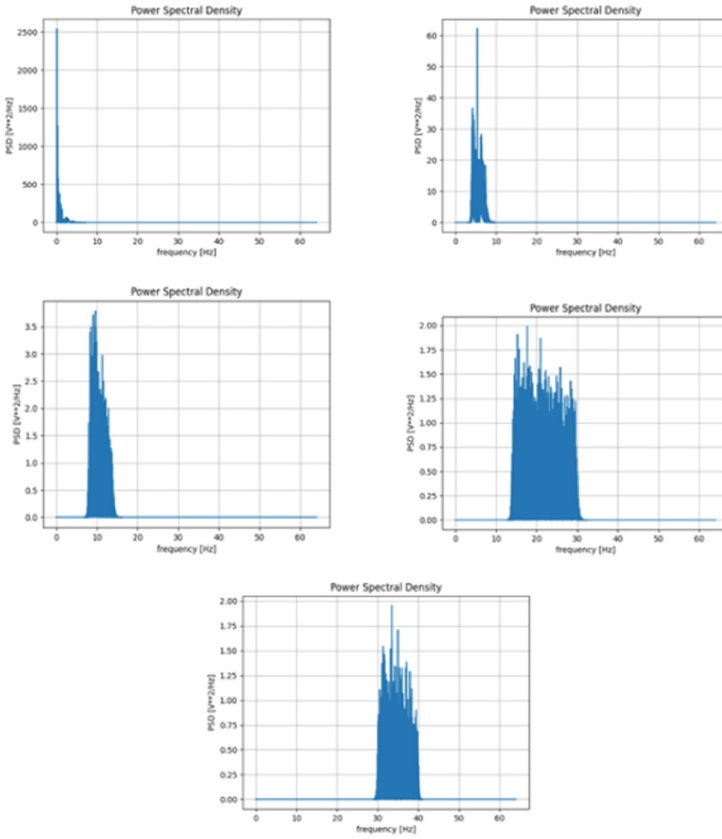 Power Spectral Density
2500
2000
1500
1000
500
0
PSD [V**2/Hz]
0 10 20 30 40 50 60
frequency [Hz]
Power Spectral Density
60
50
40
30
20
10
0
PSD [V**2/Hz]
0 10 20 30 40 50 60
frequency [Hz]
Power Spectral Density
3.5
3.0
2.5
2.0
1.5
1.0
0.5
0.0
PSD [V**2/Hz]
0 10 20 30 40 50 60
frequency [Hz]
Power Spectral Density
2.00
1.75
1.50
1.25
1.00
0.75
0.50
0.25
0.00
PSD [V**2/Hz]
0 10 20 30 40 50 60
frequency [Hz]
Power Spectral Density
2.00
1.75
1.50
1.25
1.00
0.75
0.50
0.25
0.00
PSD [V**2/Hz]
0 10 20 30 40 50 60
frequency [Hz]